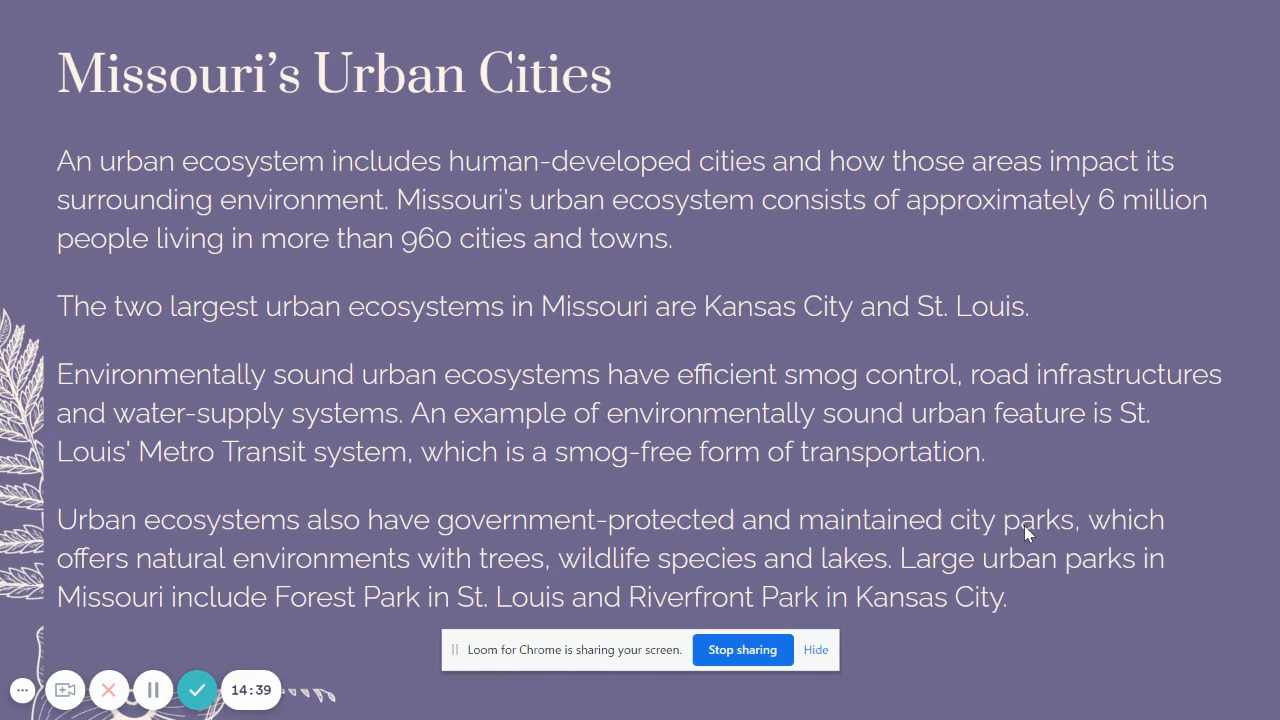 Missouri’s Urban Cities
An urban ecosystem includes human-developed cities and how those areas impact its
surrounding environment. Missouri's urban ecosystem consists of approximately 6 million
people living in more than 960 cities and towns.
The two largest urban ecosystems in Missouri are Kansas City and St. Louis.
Environmentally sound urban ecosystems have efficient smog control, road infrastructures
and water-supply systems. An example of environmentally sound urban feature is St.
Louis' Metro Transit system, which is a smog-free form of transportation.
Urban ecosystems also have government-protected and maintained city parks, which
offers natural environments with trees, wildlife species and lakes. Large urban parks in
Missouri include Forest Park in St. Louis and Riverfront Park in Kansas City.
Loom for Chrome is sharing your screen. Stop sharing Hide
14:39